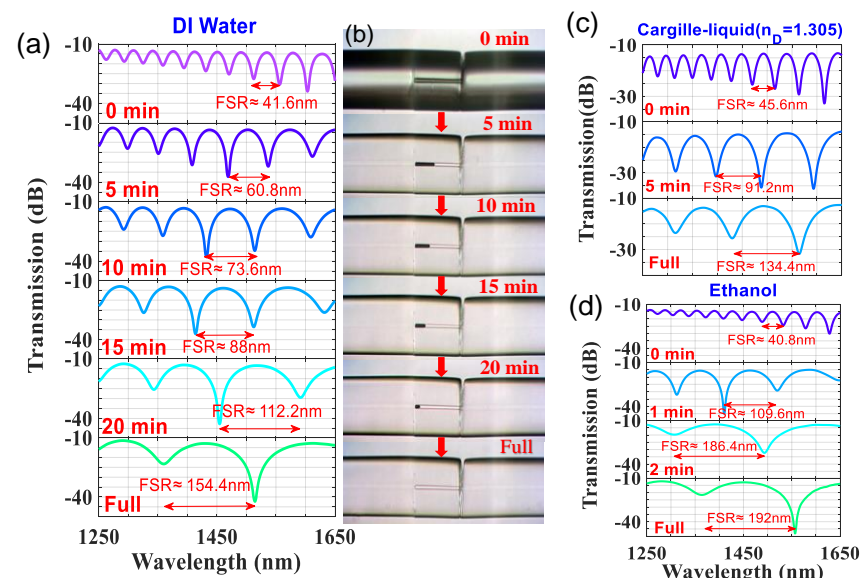 (a)
DI Water
-10
-40
0 min
FSR≈ 41.6nm
-10
-40
5 min
FSR≈ 60.8nm
-10
-40
10 min
FSR≈ 73.6nm
-10
-40
15 min
FSR≈ 88nm
-10
-40
20 min
FSR≈ 112.2nm
-10
-40
Full
FSR≈ 154.4nm
1250
1350
1450
1550
1650
Wavelength (nm)
Transmission (dB)
(b)
0 min
5 min
10 min
15 min
20 min
Full
(c)
Cargille-liquid(nD=1.305)
-10
-30
0 min
FSR≈ 45.6nm
-10
-30
5 min
FSR≈ 91.2nm
-10
-30
Full
FSR≈ 134.4nm
Transmission(dB)
(d)
Ethanol
-10
-40
0 min
FSR≈ 40.8nm
-10
-40
1 min
FSR≈ 109.6nm
-10
-40
2 min
FSR≈ 186.4nm
-10
-40
Full
FSR≈ 192nm
1250
1450
1650
Wavelength (nm)
Transmission (dB)